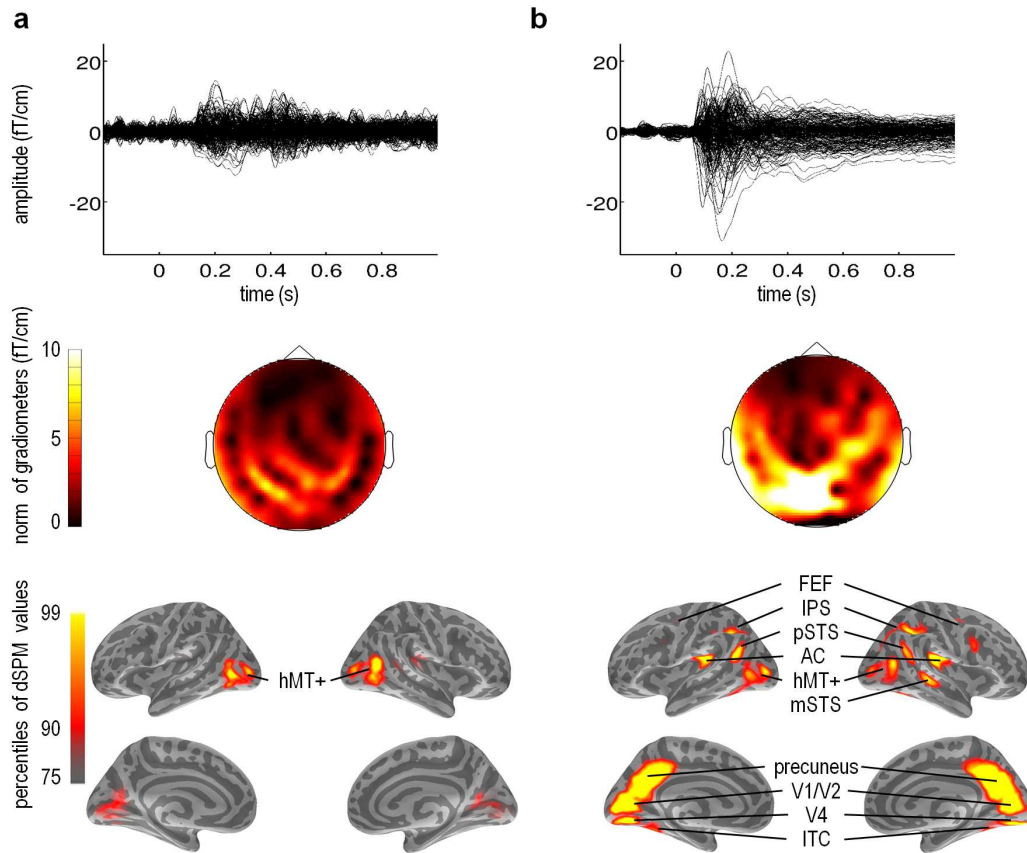 a
b
amplitude (fT/cm)
20
0
-20
0 0.2 0.4 0.6 0.8
time (s)
20
0
-20
0 0.2 0.4 0.6 0.8
time (s)
norm of gradiometers (fT/cm)
10
5
0
percentiles of dSPM values
99
90
75
hMT+
FEF
IPS
pSTS
AC
hMT+
mSTS
precuneus
V1/V2
V4
ITC